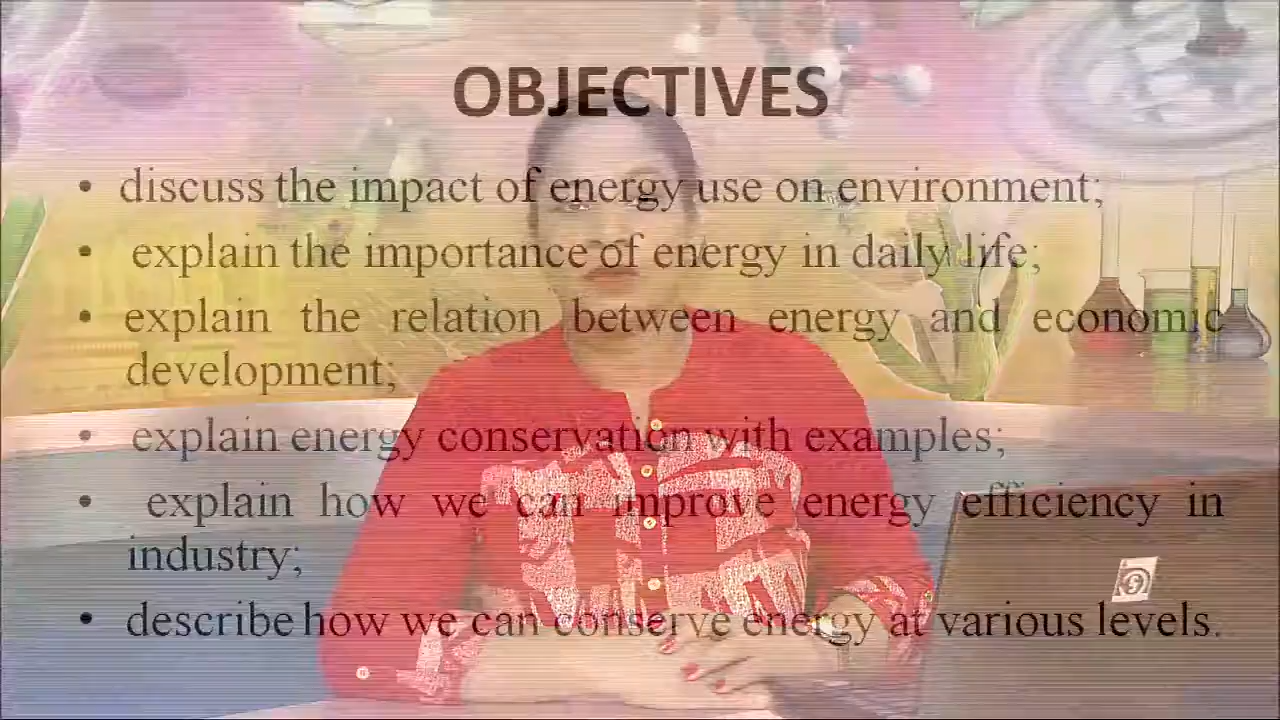 OBJECTIVES
• discuss the impact of energy use on environment;
• explain the importance of energy in daily life;
• explain the relation between energy and economic
development;
• explain energy conservation with examples;
• explain how we can improve energy efficiency in
industry;
• describe how we can conserve energy at various levels.